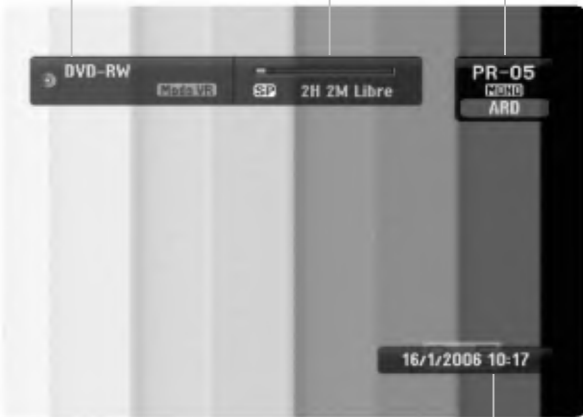 DVD-RW
Modo VR
SP 2H 2M Libre
PR-05
MONO
ARD
16/1/2006 10:17